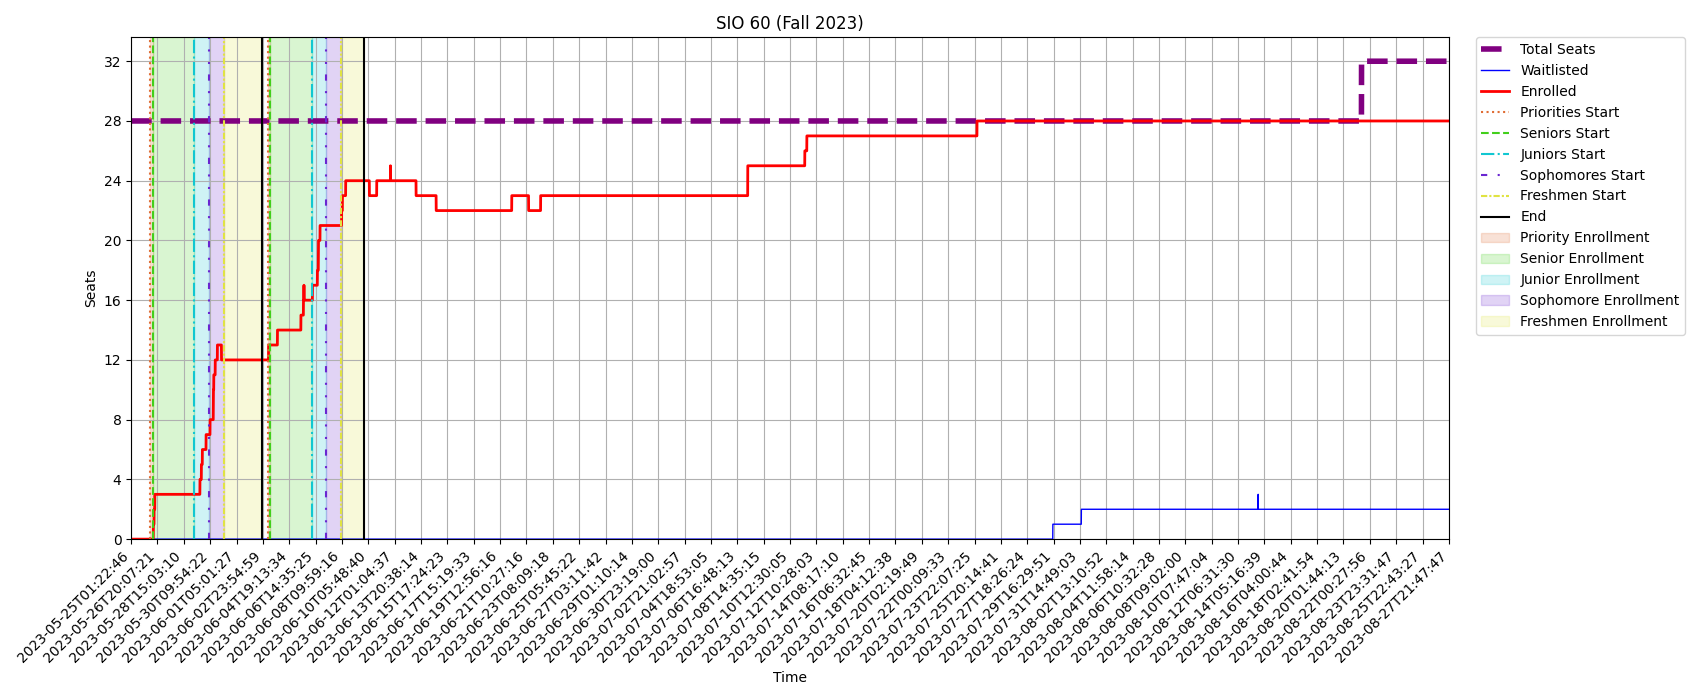 SIO 60 (Fall 2023)
Total Seats
Waitlisted
Enrolled
Priorities Start
Seniors Start
Juniors Start
Sophomores Start
Freshmen Start
End
Priority Enrollment
Senior Enrollment
Junior Enrollment
Sophomore Enrollment
Freshmen Enrollment
Seats
32
28
24
20
16
12
8
4
0
2023-05-25T01:22:46
2023-05-26T20:07:21
2023-05-28T15:03:10
2023-05-30T09:54:22
2023-06-01T05:01:27
2023-06-02T23:54:59
2023-06-04T19:13:34
2023-06-06T14:35:25
2023-06-08T09:59:16
2023-06-10T05:48:40
2023-06-12T01:04:37
2023-06-13T20:38:14
2023-06-15T17:24:23
2023-06-17T15:19:33
2023-06-19T12:56:16
2023-06-21T10:27:16
2023-06-23T08:09:18
2023-06-25T05:45:22
2023-06-27T03:11:42
2023-06-29T01:10:14
2023-06-30T23:19:00
2023-07-02T21:02:57
2023-07-04T18:53:05
2023-07-06T16:48:13
2023-07-08T14:35:15
2023-07-10T12:30:05
2023-07-12T10:28:03
2023-07-14T08:17:10
2023-07-16T06:32:45
2023-07-18T04:12:38
2023-07-20T02:19:49
2023-07-22T00:09:33
2023-07-23T22:07:25
2023-07-25T20:14:41
2023-07-27T18:26:24
2023-07-29T16:29:51
2023-07-31T14:49:03
2023-08-02T13:10:52
2023-08-04T11:58:14
2023-08-06T10:32:28
2023-08-08T09:02:00
2023-08-10T07:47:04
2023-08-12T06:31:30
2023-08-14T05:16:39
2023-08-16T04:00:44
2023-08-18T02:41:54
2023-08-20T01:44:13
2023-08-22T00:27:56
2023-08-23T23:31:47
2023-08-25T22:43:27
2023-08-27T21:47:47
Time